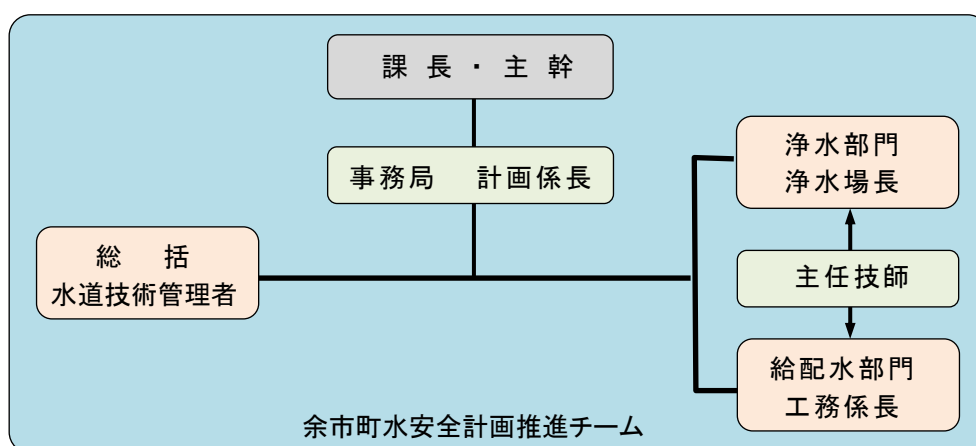 課長・主幹
事務局 計画係長
総括
水道技術管理者
浄水部門
浄水場長
主任技師
給配水部門
工務係長
余市町水安全計画推進チーム